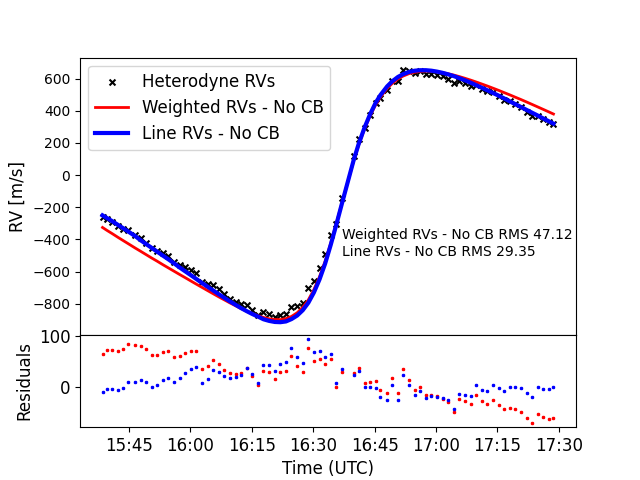 600
400
200
0
−200
−400
−600
−800
RV [m/s]
Heterodyne RVs
Weighted RVs - No CB
Line RVs - No CB
Weighted RVs - No CB RMS 47.12
Line RVs - No CB RMS 29.35
100
0
Residuals
15:45 16:00 16:15 16:30 16:45 17:00 17:15 17:30
Time (UTC)